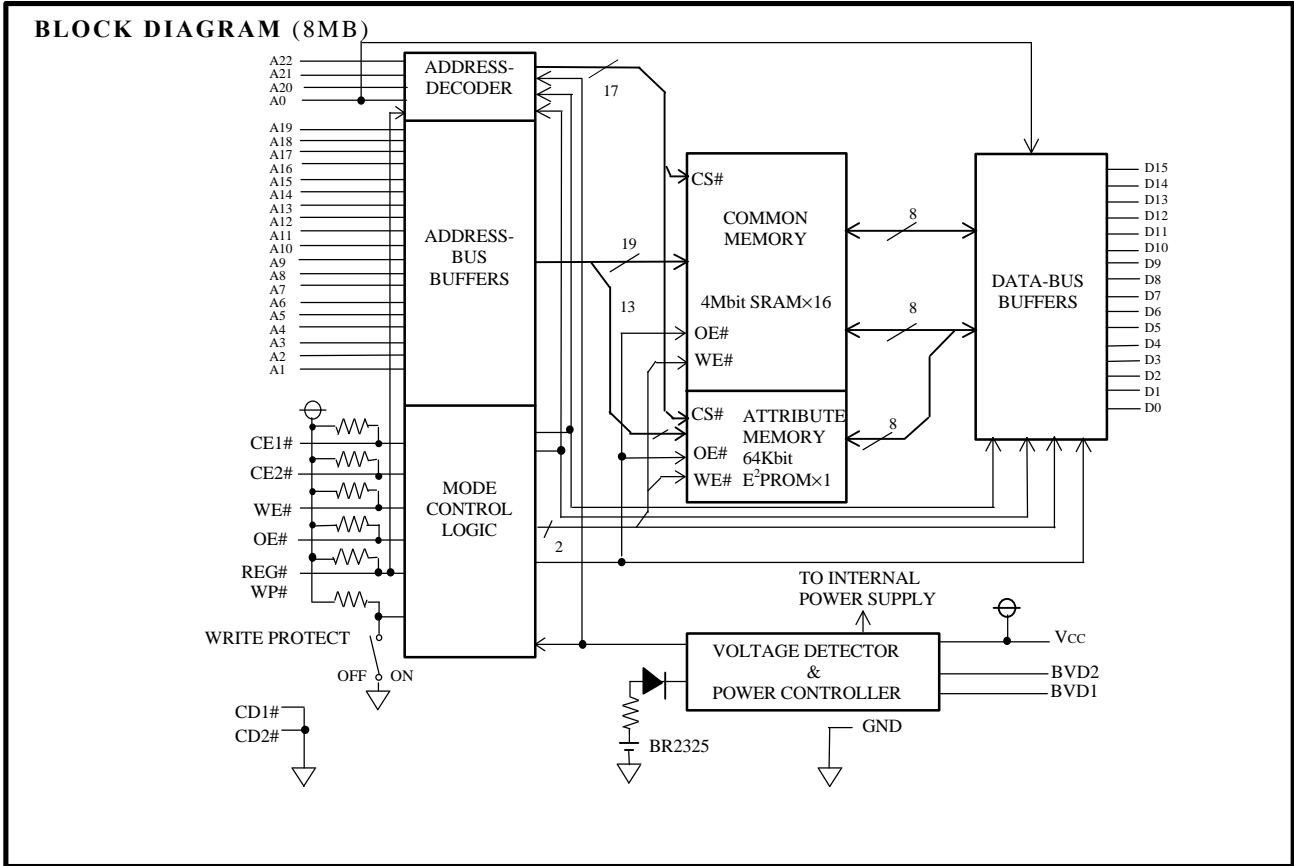 BLOCK DIAGRAM (8MB)
A22
A21
A20
A0
A19
A18
A17
A16
A15
A14
A13
A12
A11
A10
A9
A8
A7
A6
A5
A4
A3
A2
A1
CE1#
CE2#
WE#
OE#
REG#
WP#
WRITE PROTECT
OFF ON
CD1#
CD2#
ADDRESS-
DECODER
ADDRESS-
BUS
BUFFERS
MODE
CONTROL
LOGIC
17
19
13
2
CS#
COMMON
MEMORY
4Mbit SRAM×16
OE#
WE#
CS# ATTRIBUTE
MEMORY
OE# 64Kbit
WE# E²PROM×1
8
8
8
DATA-BUS
BUFFERS
D15
D14
D13
D12
D11
D10
D9
D8
D7
D6
D5
D4
D3
D2
D1
D0
TO INTERNAL
POWER SUPPLY
VOLTAGE DETECTOR
&
POWER CONTROLLER
VCC
BVD2
BVD1
GND
BR2325